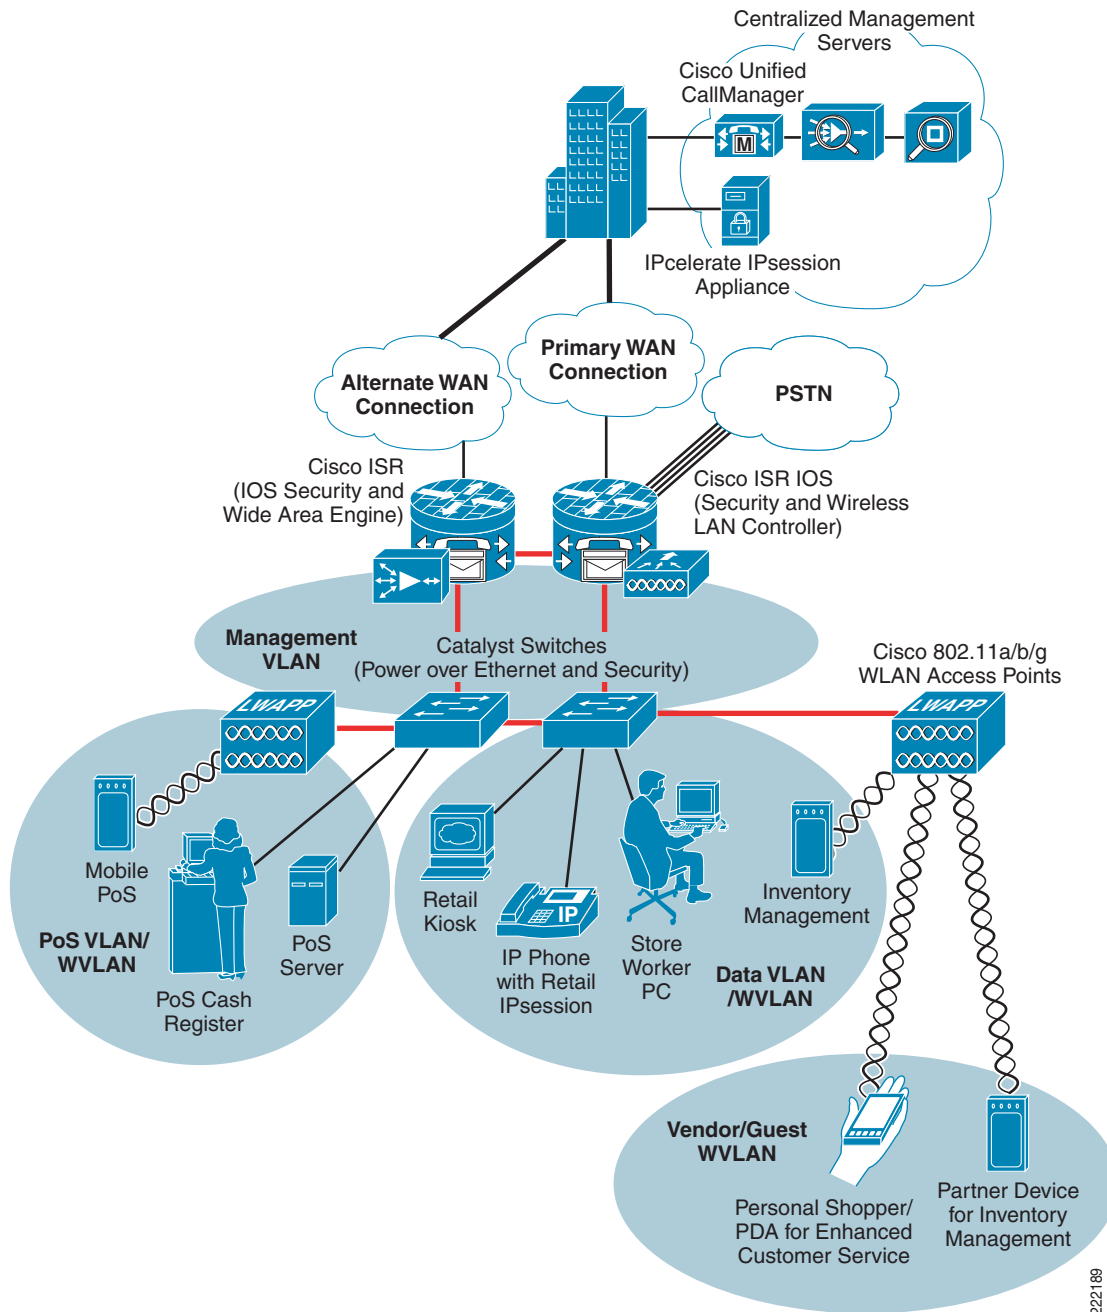 Centralized Management
Servers
Cisco Unified
CallManager
M
IPcelerate IPsession
Appliance
Primary WAN
Connection
Alternate WAN
Connection
PSTN
Cisco ISR
(IOS Security and
Wide Area Engine)
Cisco ISR IOS
(Security and Wireless
LAN Controller)
Management
VLAN
Catalyst Switches
(Power over Ethernet and Security)
Cisco 802.11a/b/g
WLAN Access Points
LWAPP
LWAPP
Mobile
PoS
PoS VLAN/
WVLAN
PoS Cash
Register
PoS
Server
Retail
Kiosk
IP
IP Phone
with Retail
IPsession
Store
Worker
PC
Inventory
Management
Data VLAN
/WVLAN
Vendor/Guest
WVLAN
Personal Shopper/
PDA for Enhanced
Customer Service
Partner Device
for Inventory
Management
222189